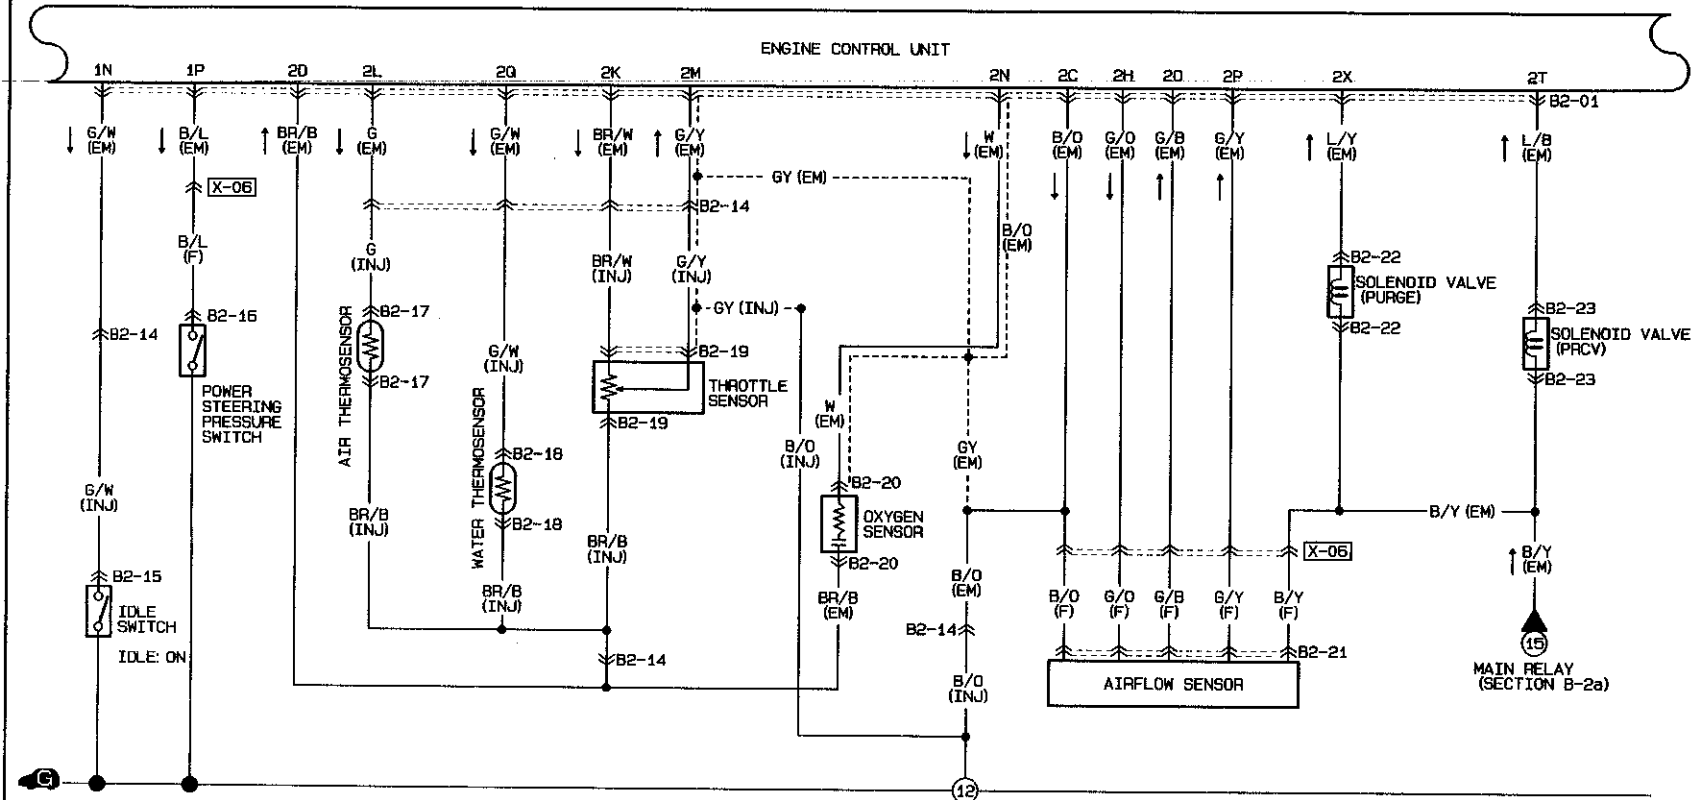 ENGINE CONTROL UNIT
1N 1P 2D 2L 2Q 2K 2M 2N 2C 2H 2O 2P 2X 2T
B2-01
G/W (EM)
B/L (EM)
BR/B (EM)
G (EM)
G/W (EM)
BR/W (EM)
G/Y (EM)
W (EM)
B/O (EM)
G/O (EM)
G/B (EM)
G/Y (EM)
L/Y (EM)
L/B (EM)
X-06
GY (EM)
B2-14
B/L (F)
G (INJ)
BR/W (INJ)
G/Y (INJ)
B/O (EM)
B2-22
SOLENOID VALVE
(PURGE)
B2-22
B2-14
B2-16
B2-17
GY (INJ)
B2-23
SOLENOID VALVE
(PRCV)
B2-23
AIR THERMOSENSOR
B2-17
G/W (INJ)
B2-19
THROTTLE
SENSOR
B2-19
POWER
STEERING
PRESSURE
SWITCH
WATER THERMOSENSOR
B2-18
B2-18
W (EM)
B/O (INJ)
GY (EM)
B2-20
OXYGEN
SENSOR
B2-20
G/W (INJ)
BR/B (INJ)
BR/B (INJ)
B/Y (EM)
X-06
B/Y (EM)
B2-15
IDLE
SWITCH
IDLE: ON
BR/B (INJ)
BR/B (EM)
B/O (EM)
B/O (F)
G/O (F)
G/B (F)
G/Y (F)
B/Y (F)
B2-14
B2-14
B2-21
15
MAIN RELAY
(SECTION B-2a)
B/O (INJ)
AIRFLOW SENSOR
G
12